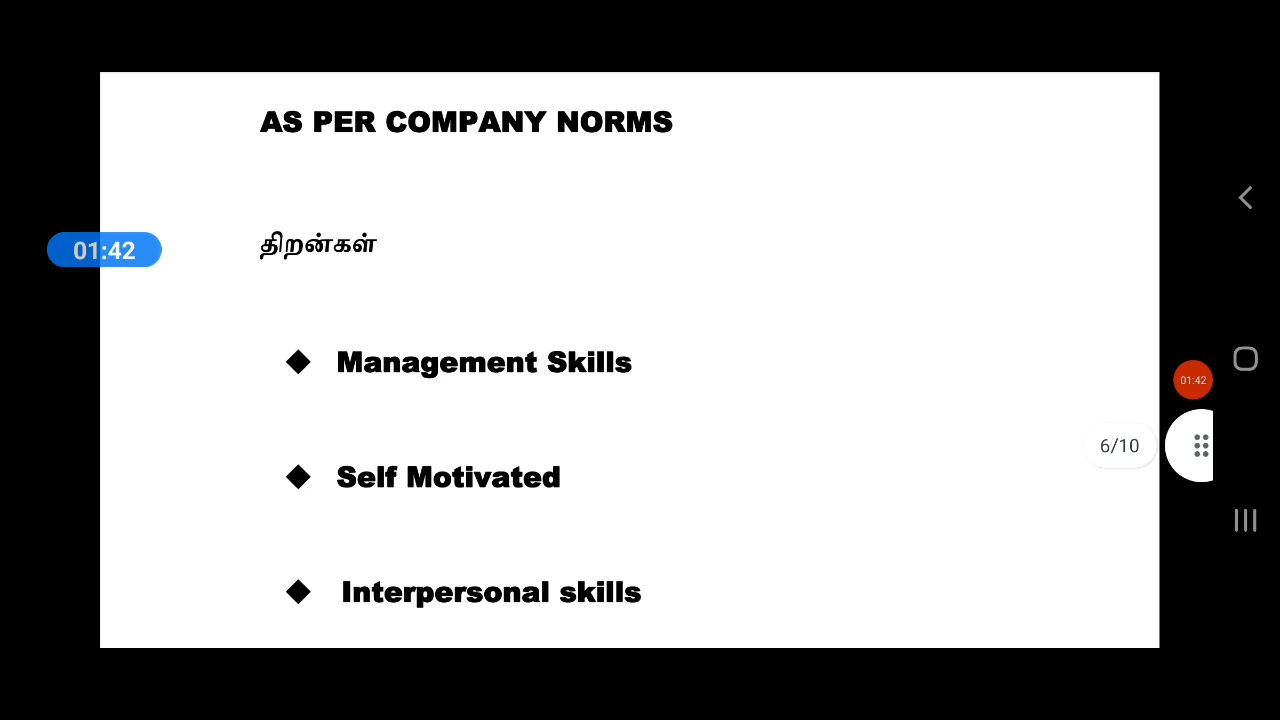 AS PER COMPANY NORMS
திறன்கள்
01:42
◆ Management Skills
01:42
6/10
◆ Self Motivated
◆ Interpersonal skills